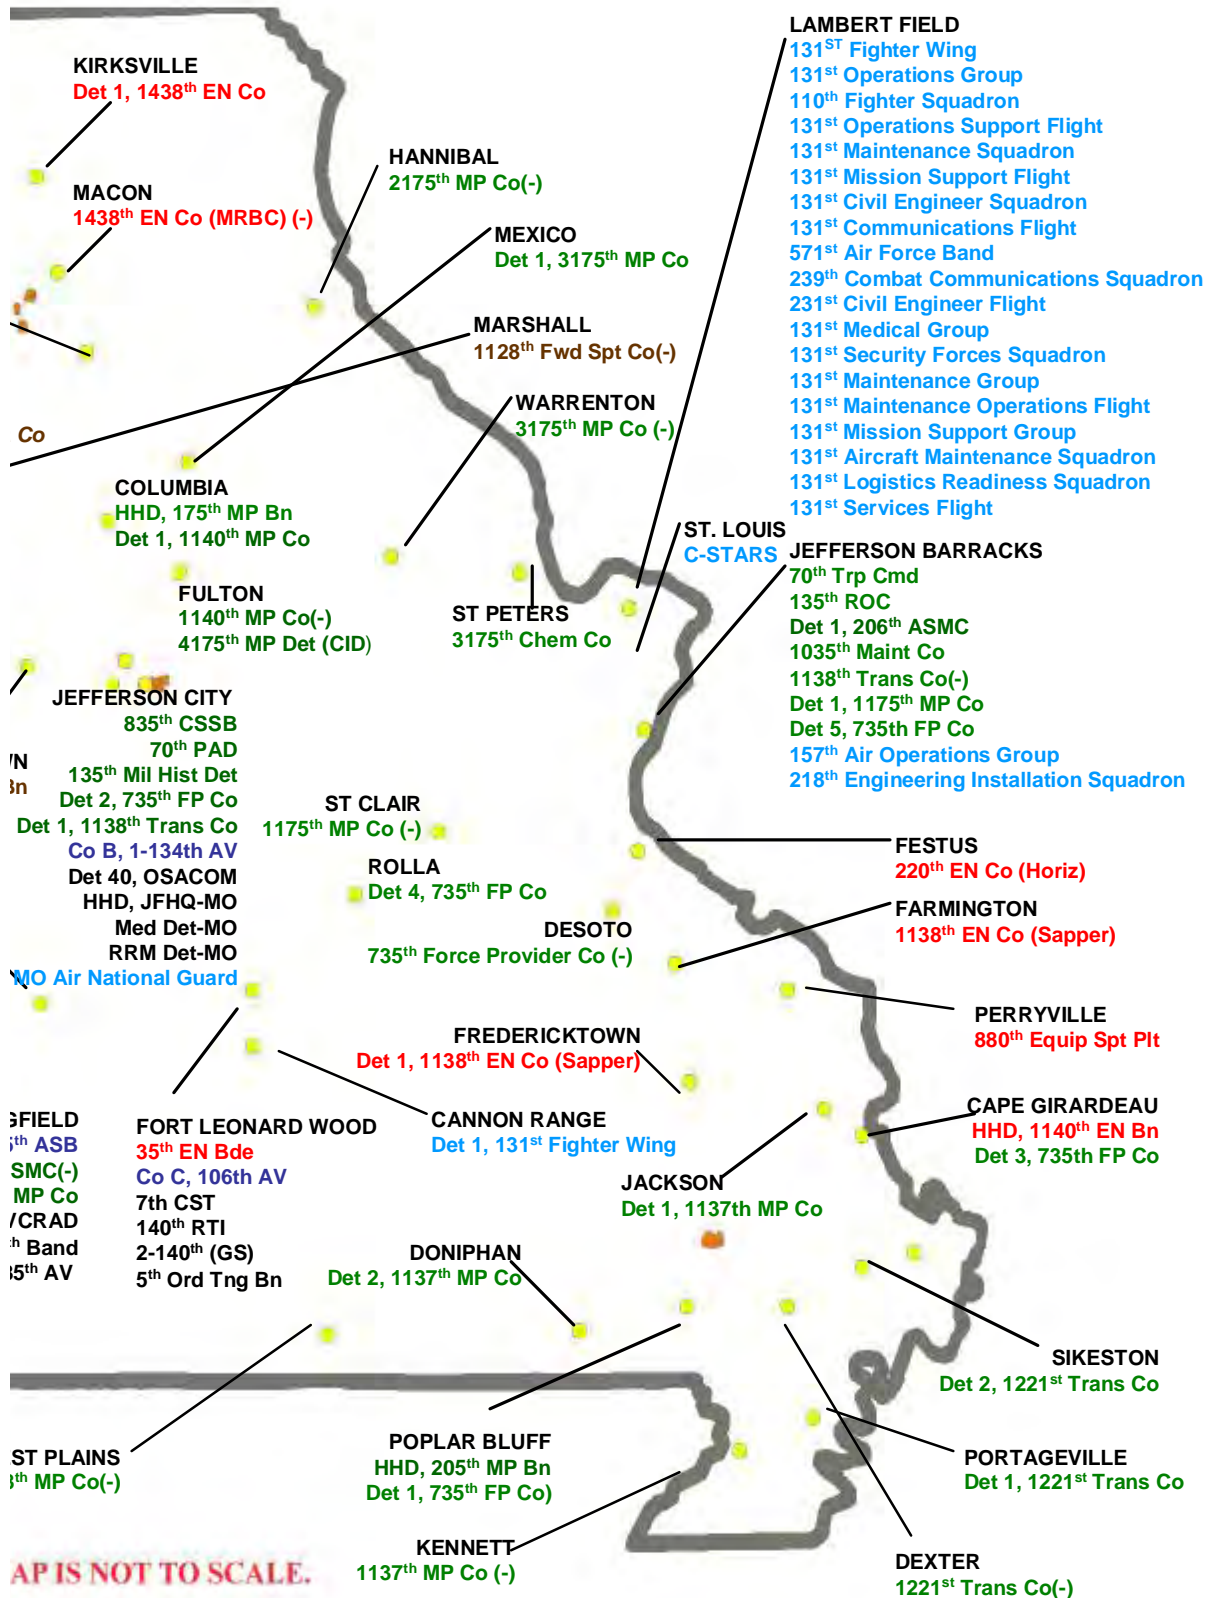 LAMBERT FIELD
131ST Fighter Wing
131st Operations Group
110th Fighter Squadron
131st Operations Support Flight
131st Maintenance Squadron
131st Mission Support Flight
131st Civil Engineer Squadron
131st Communications Flight
571st Air Force Band
239th Combat Communications Squadron
231st Civil Engineer Flight
131st Medical Group
131st Security Forces Squadron
131st Maintenance Group
131st Maintenance Operations Flight
131st Mission Support Group
131st Aircraft Maintenance Squadron
131st Logistics Readiness Squadron
131st Services Flight
KIRKSVILLE
Det 1, 1438th EN Co
HANNIBAL
2175th MP Co(-)
MACON
1438th EN Co (MRBC) (-)
MEXICO
Det 1, 3175th MP Co
MARSHALL
1128th Fwd Spt Co(-)
WARRENTON
3175th MP Co (-)
Co
COLUMBIA
HHD, 175th MP Bn
Det 1, 1140th MP Co
ST. LOUIS
C-STARS
JEFFERSON BARRACKS
70th Trp Cmd
135th ROC
Det 1, 206th ASMC
1035th Maint Co
1138th Trans Co(-)
Det 1, 1175th MP Co
Det 5, 735th FP Co
157th Air Operations Group
218th Engineering Installation Squadron
FULTON
1140th MP Co(-)
4175th MP Det (CID)
ST PETERS
3175th Chem Co
JEFFERSON CITY
835th CSSB
70th PAD
135th Mil Hist Det
Det 2, 735th FP Co
Det 1, 1138th Trans Co
Co B, 1-134th AV
Det 40, OSACOM
HHD, JFHQ-MO
Med Det-MO
RRM Det-MO
MO Air National Guard
ST CLAIR
1175th MP Co (-)
ROLLA
Det 4, 735th FP Co
DESOTO
735th Force Provider Co (-)
FESTUS
220th EN Co (Horiz)
FARMINGTON
1138th EN Co (Sapper)
PERRYVILLE
880th Equip Spt Plt
FREDERICKTOWN
Det 1, 1138th EN Co (Sapper)
CAPE GIRARDEAU
HHD, 1140th EN Bn
Det 3, 735th FP Co
GFIELD
5th ASB
SMC(-)
MP Co
VCRAD
th Band
35th AV
FORT LEONARD WOOD
35th EN Bde
Co C, 106th AV
7th CST
140th RTI
2-140th (GS)
5th Ord Tng Bn
CANNON RANGE
Det 1, 131st Fighter Wing
JACKSON
Det 1, 1137th MP Co
DONIPHAN
Det 2, 1137th MP Co
SIKESTON
Det 2, 1221st Trans Co
ST PLAINS
th MP Co(-)
POPLAR BLUFF
HHD, 205th MP Bn
Det 1, 735th FP Co)
PORTAGEVILLE
Det 1, 1221st Trans Co
KENNETT
1137th MP Co (-)
DEXTER
1221st Trans Co(-)
AP IS NOT TO SCALE.